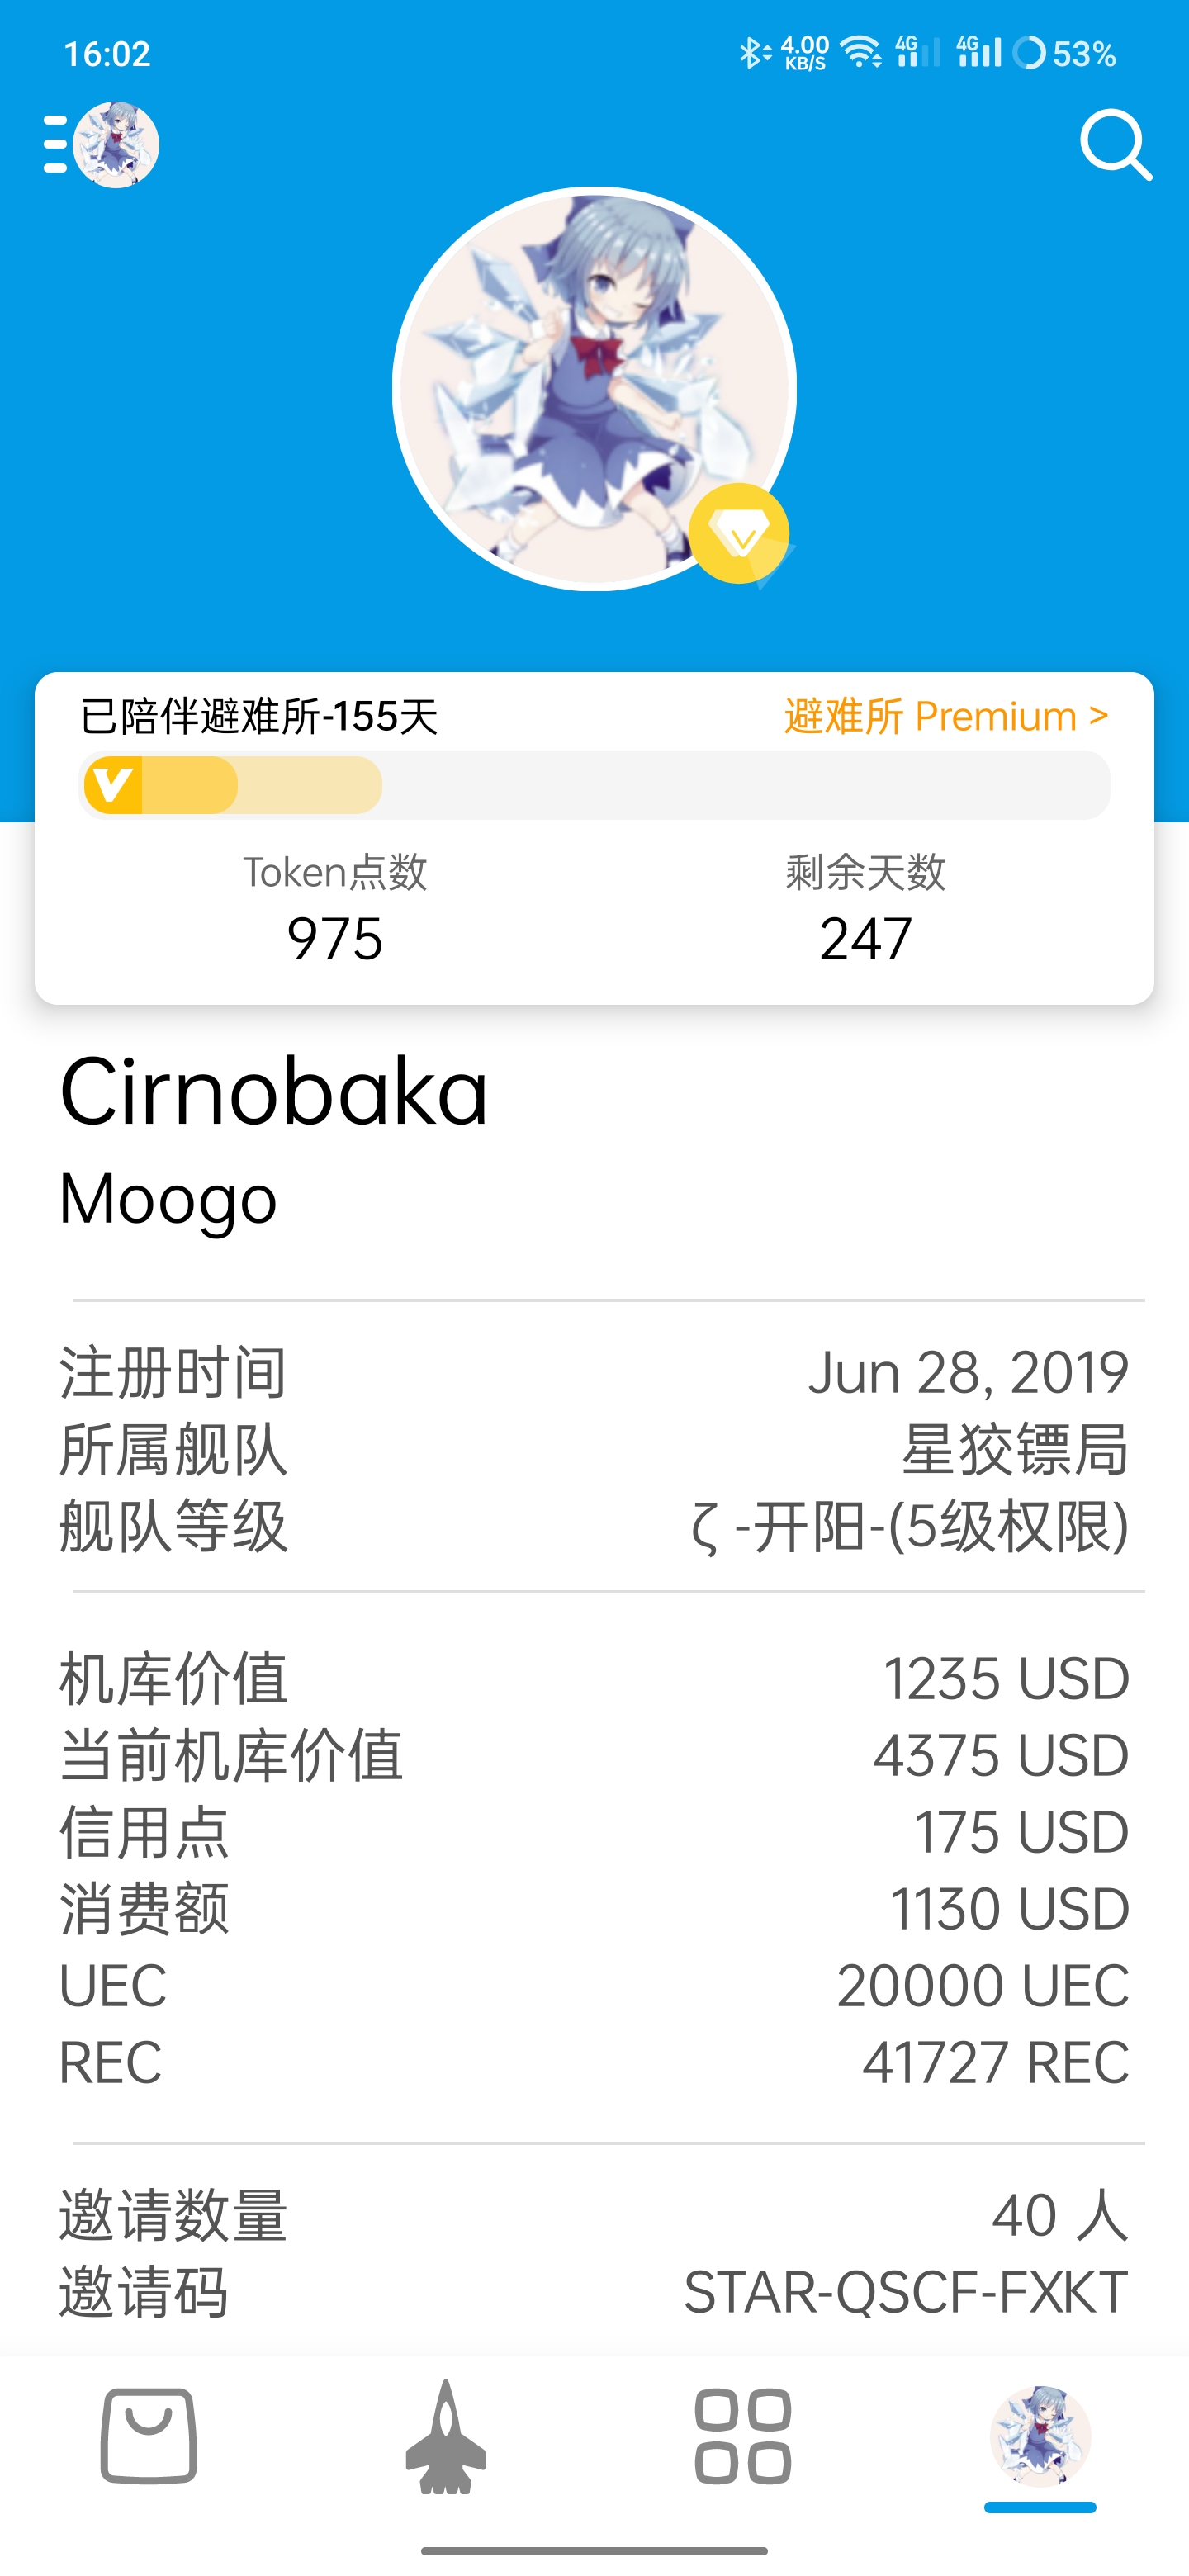 16:02
4.00 KB/S
4G
4G
53%
已陪伴避难所-155天
避难所 Premium >
Token点数
剩余天数
975
247
Cirnobaka
Moogo
注册时间 Jun 28, 2019
所属舰队 星狡镖局
舰队等级 ζ -开阳-(5级权限)
机库价值 1235 USD
当前机库价值 4375 USD
信用点 175 USD
消费额 1130 USD
UEC 20000 UEC
REC 41727 REC
邀请数量 40 人
邀请码 STAR-QSCF-FXKT